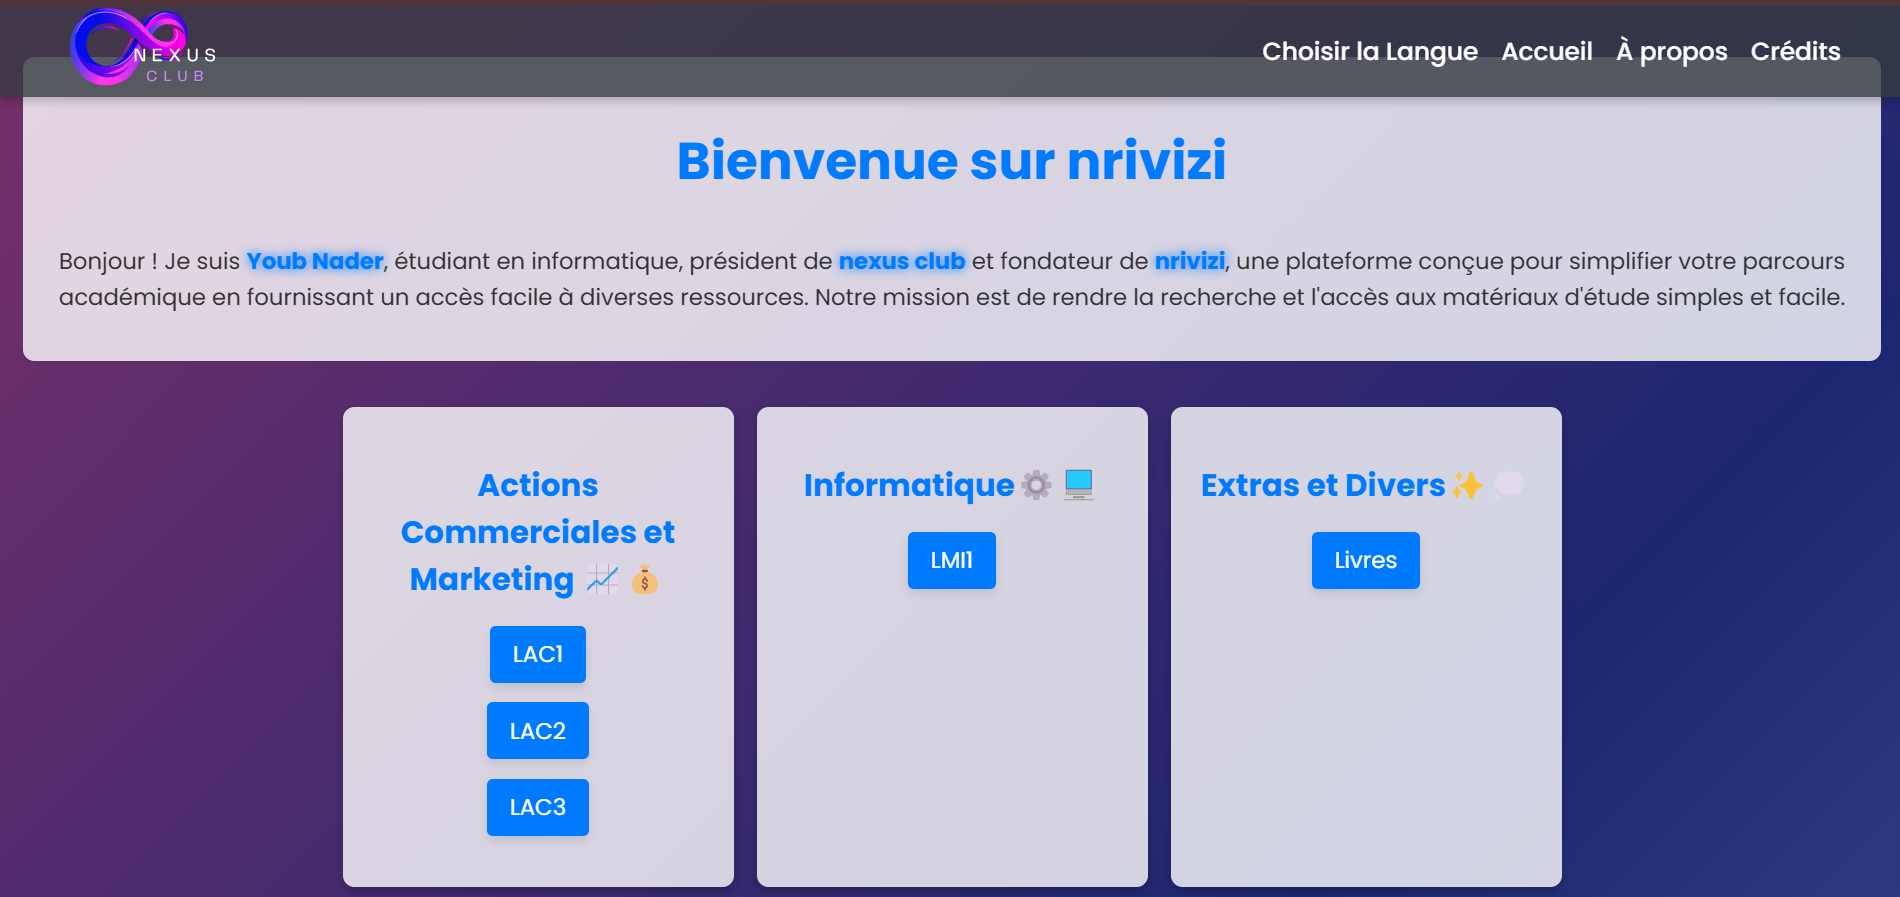 NEXUS
CLUB
Choisir la Langue Accueil À propos Crédits
Bienvenue sur nrivizi
Bonjour ! Je suis Youb Nader, étudiant en informatique, président de nexus club et fondateur de nrivizi, une plateforme conçue pour simplifier votre parcours
académique en fournissant un accès facile à diverses ressources. Notre mission est de rendre la recherche et l'accès aux matériaux d'étude simples et facile.
Actions
Commerciales et
Marketing 📈 💰
LAC1
LAC2
LAC3
Informatique ⚙️ 💻
LMI1
Extras et Divers ✨ 💭
Livres